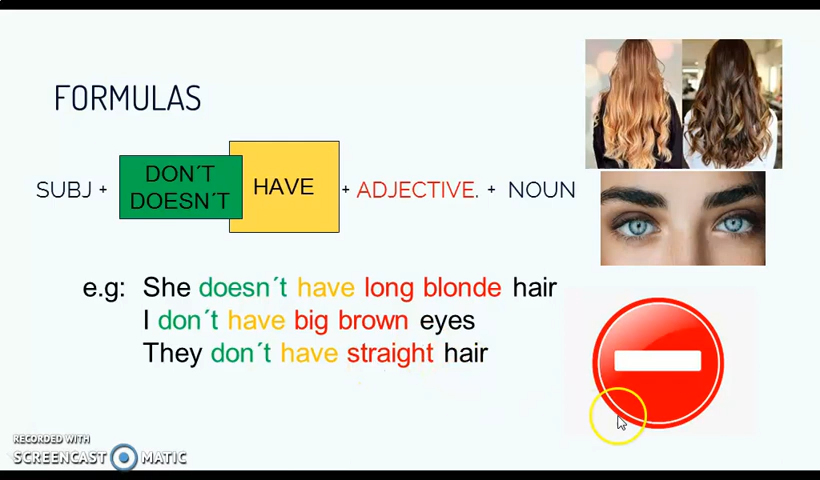 FORMULAS
SUBJ + DON´T DOESN´T HAVE + ADJECTIVE. + NOUN
e.g: She doesn´t have long blonde hair
I don´t have big brown eyes
They don´t have straight hair
RECORDED WITH
SCREENCAST MATIC